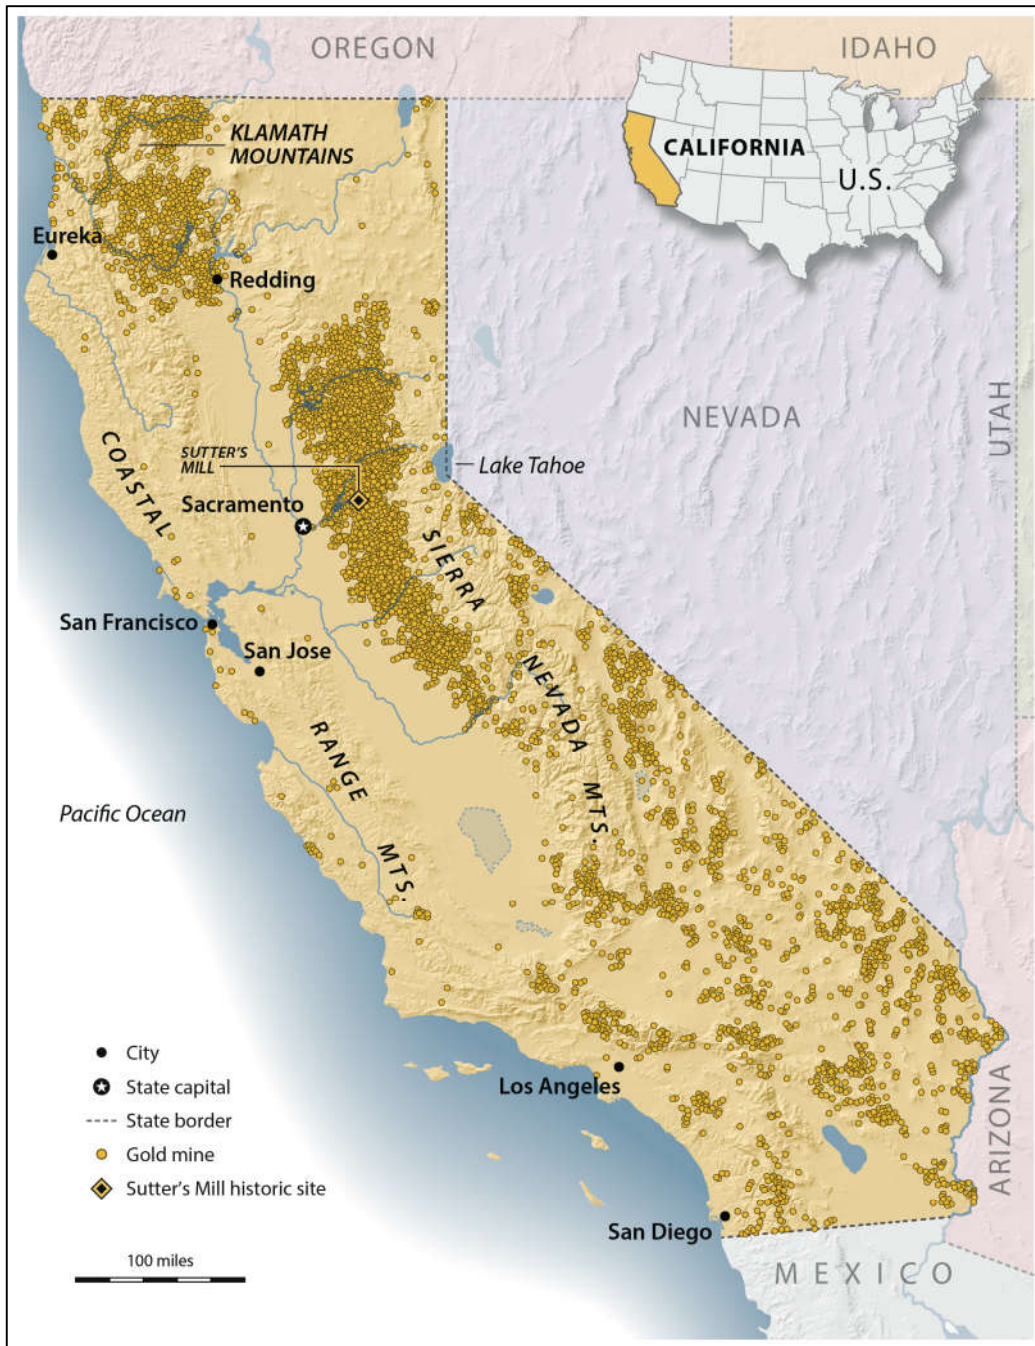 OREGON
IDAHO
KLAMATH
MOUNTAINS
CALIFORNIA
U.S.
Eureka
Redding
NEVADA
UTAH
SUTTER'S
MILL
Lake Tahoe
COASTAL
RANGE
MTS.
Sacramento
SIERRA
NEVADA
MTS.
San Francisco
San Jose
Pacific Ocean
Los Angeles
ARIZONA
San Diego
MEXICO
City
State capital
State border
Gold mine
Sutter's Mill historic site
100 miles